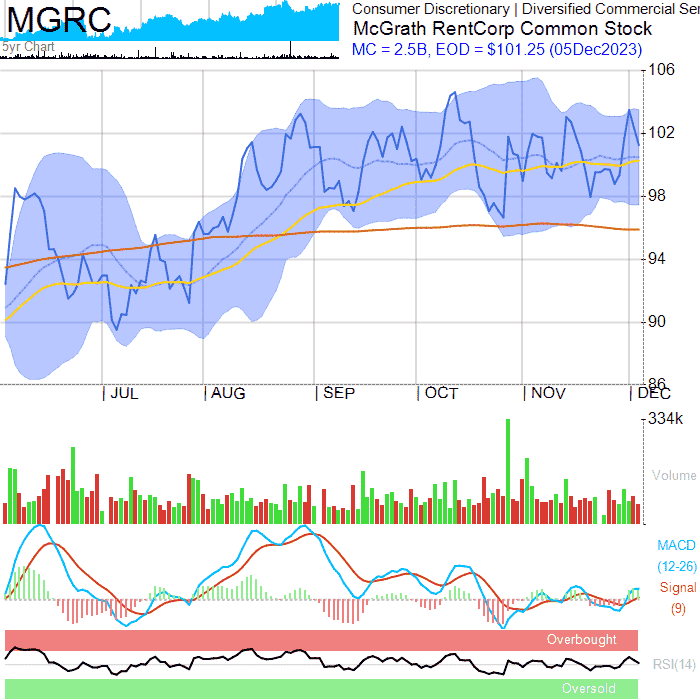 MGRC
5yr Chart
Consumer Discretionary | Diversified Commercial Ser
McGrath RentCorp Common Stock
MC = 2.5B, EOD = $101.25 (05Dec2023)
106
102
98
94
90
86
JUL
AUG
SEP
OCT
NOV
DEC
334k
Volume
MACD
(12-26)
Signal
(9)
Overbought
RSI(14)
Oversold